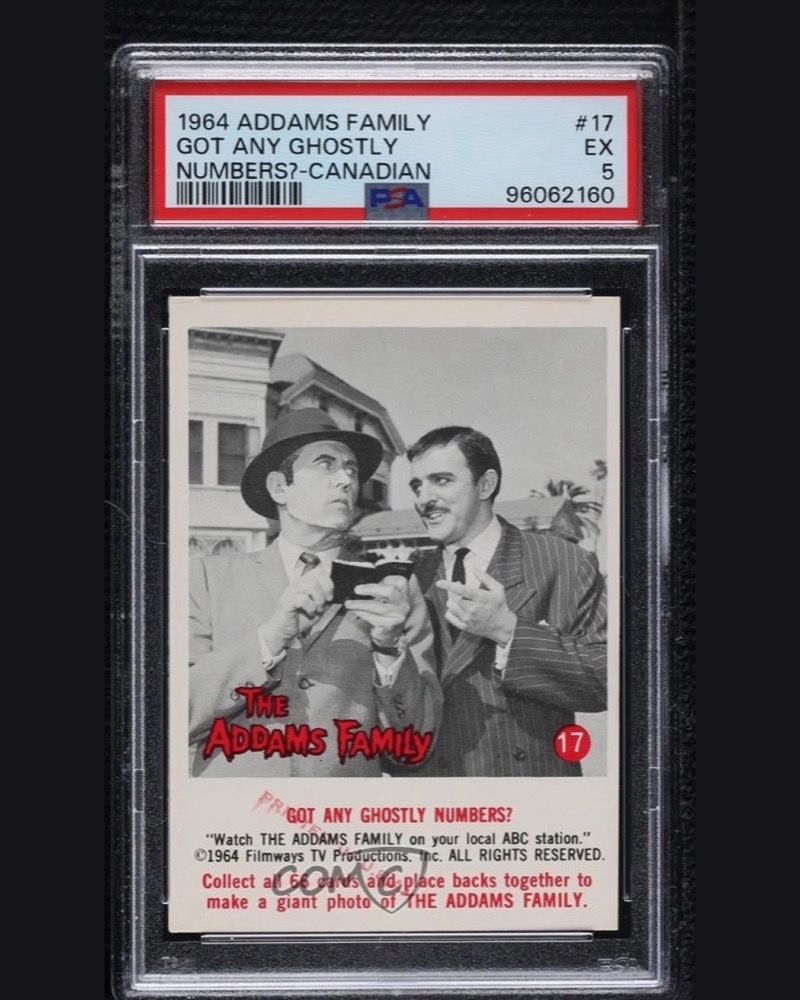 1964 ADDAMS FAMILY #17
GOT ANY GHOSTLY EX
NUMBERS?-CANADIAN 5
PSA 96062160
THE
ADDAMS FAMILY
17
GOT ANY GHOSTLY NUMBERS?
"Watch THE ADDAMS FAMILY on your local ABC station."
©1964 Filmways TV Productions. Inc. ALL RIGHTS RESERVED.
Collect all 66 cards and place backs together to
make a giant photo of THE ADDAMS FAMILY.
COMC